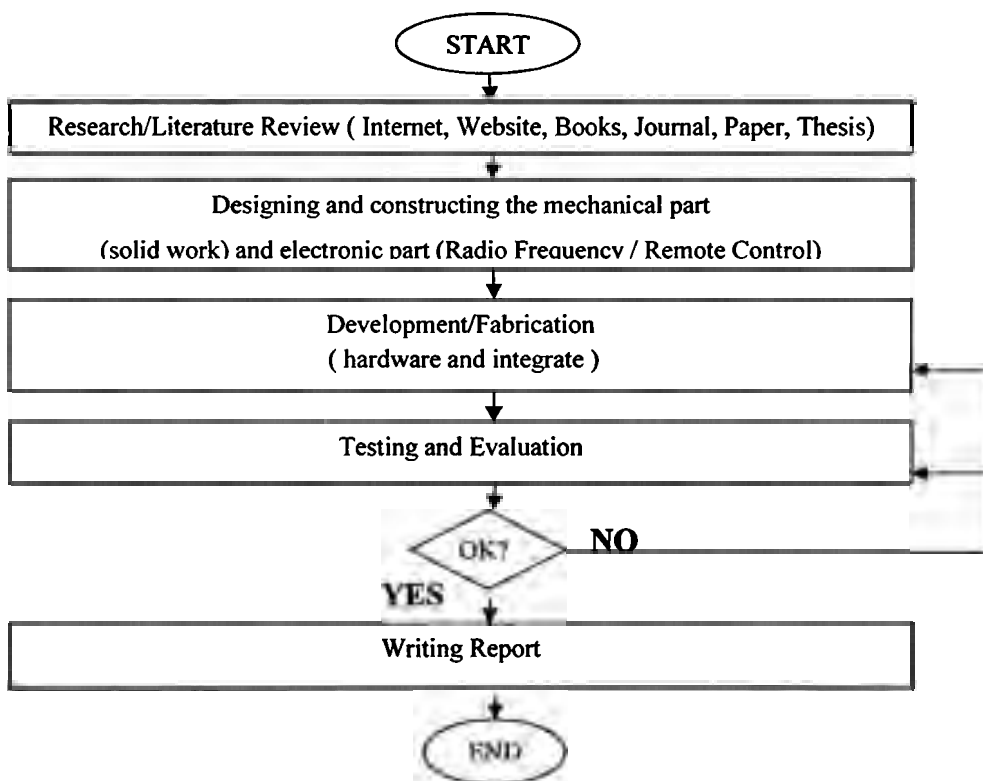 START
Research/Literature Review ( Internet, Website, Books, Journal, Paper, Thesis)
Designing and constructing the mechanical part
(solid work) and electronic part (Radio Frequency / Remote Control)
Development/Fabrication
( hardware and integrate )
Testing and Evaluation
OK?
NO
YES
Writing Report
END